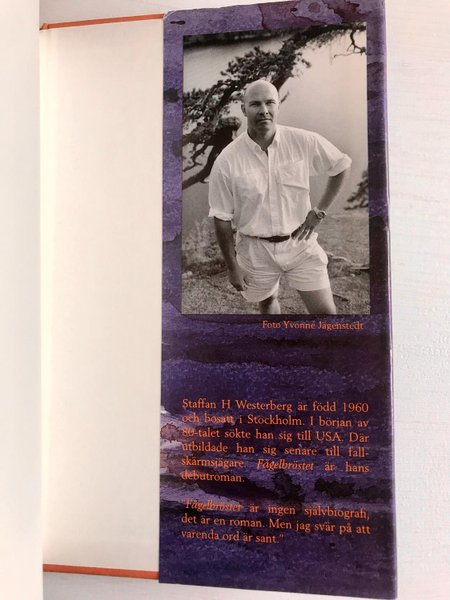 Foto Yvonne Jägenstedt
Staffan H Westerberg är född 1960
och bosatt i Stockholm. I början av
80-talet sökte han sig till USA. Där
utbildade han sig senare till fall-
skärmsjägare. Fågelbröstet är hans
debutroman.
"Fågelbröstet är ingen självbiografi,
det är en roman. Men jag svär på att
varenda ord är sant."